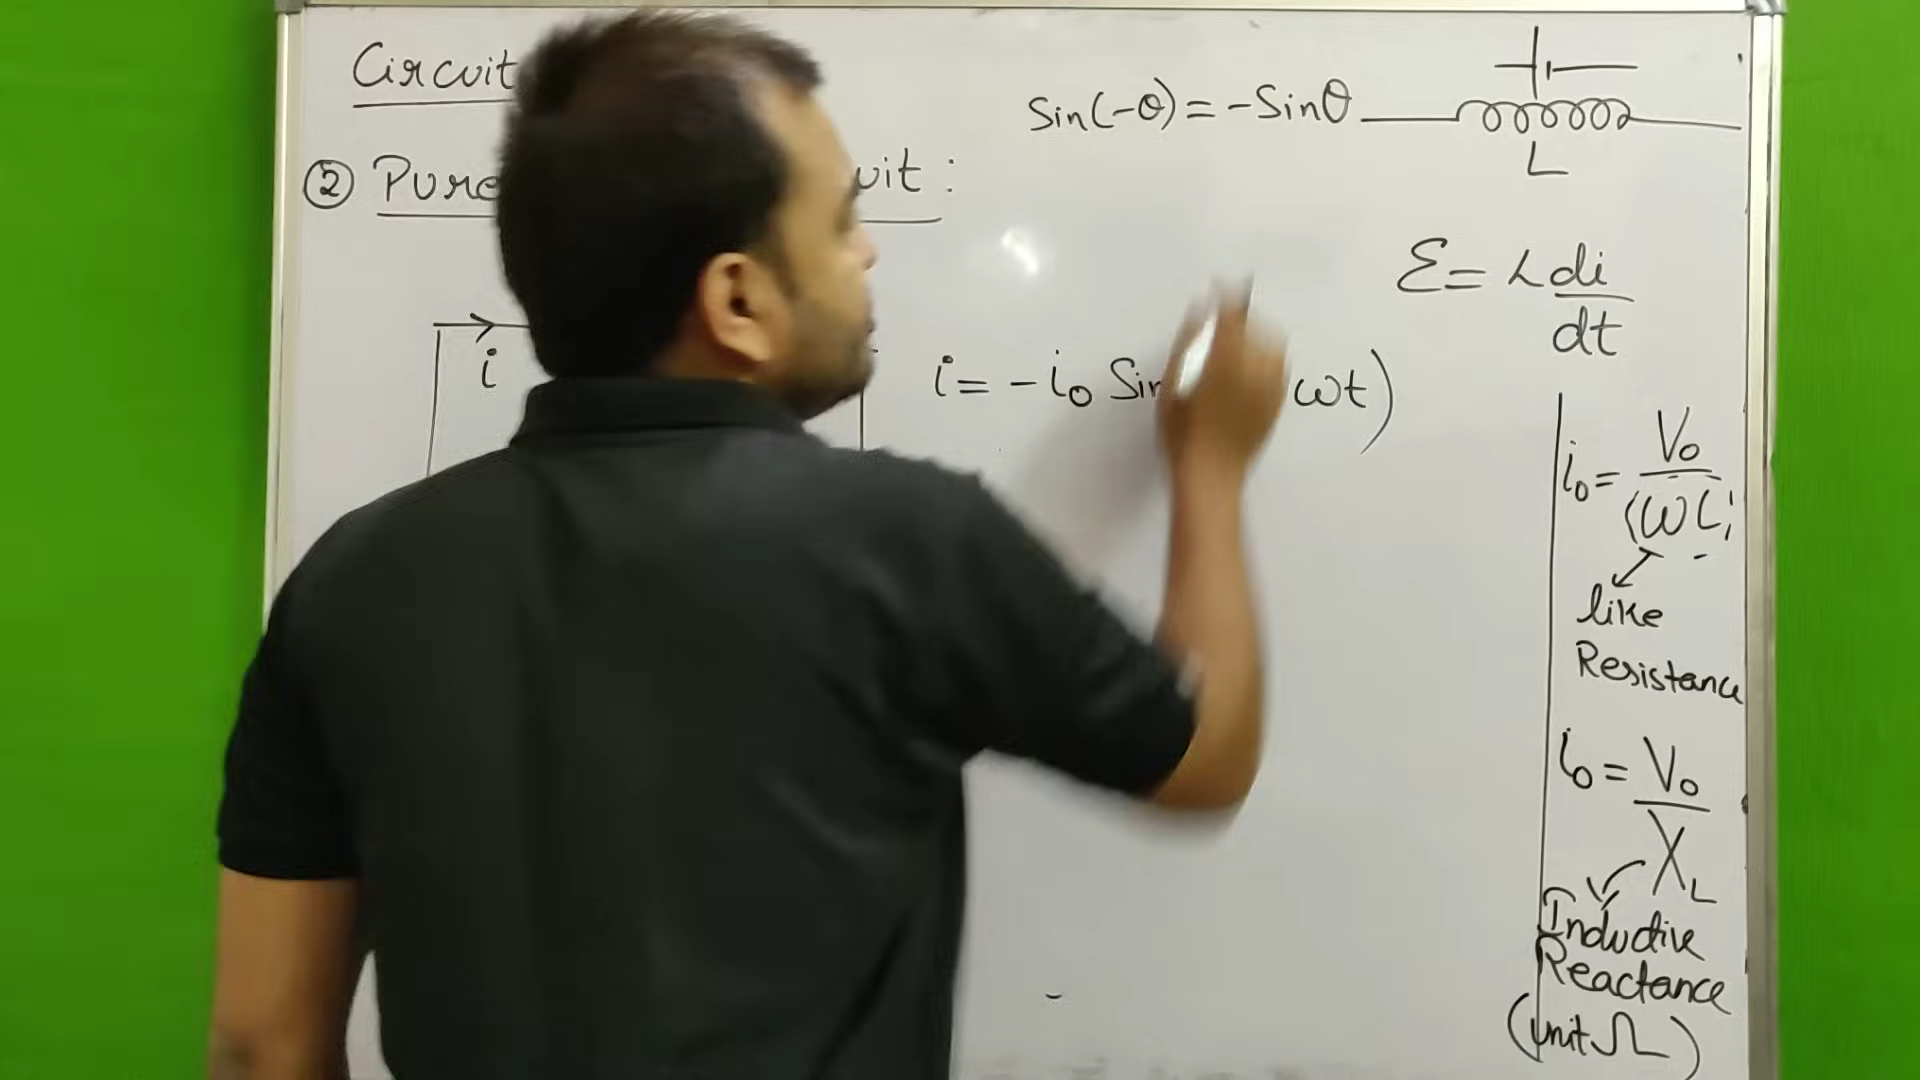 Circuit
Sin(-θ) = -Sinθ
L
② Pure
uit :
ε = L di/dt
i
i = -i₀ Sin
ωt)
i₀ = V₀/(ωL)
like
Resistance
i₀ = V₀/X_L
Inductive
Reactance
(unit Ω)